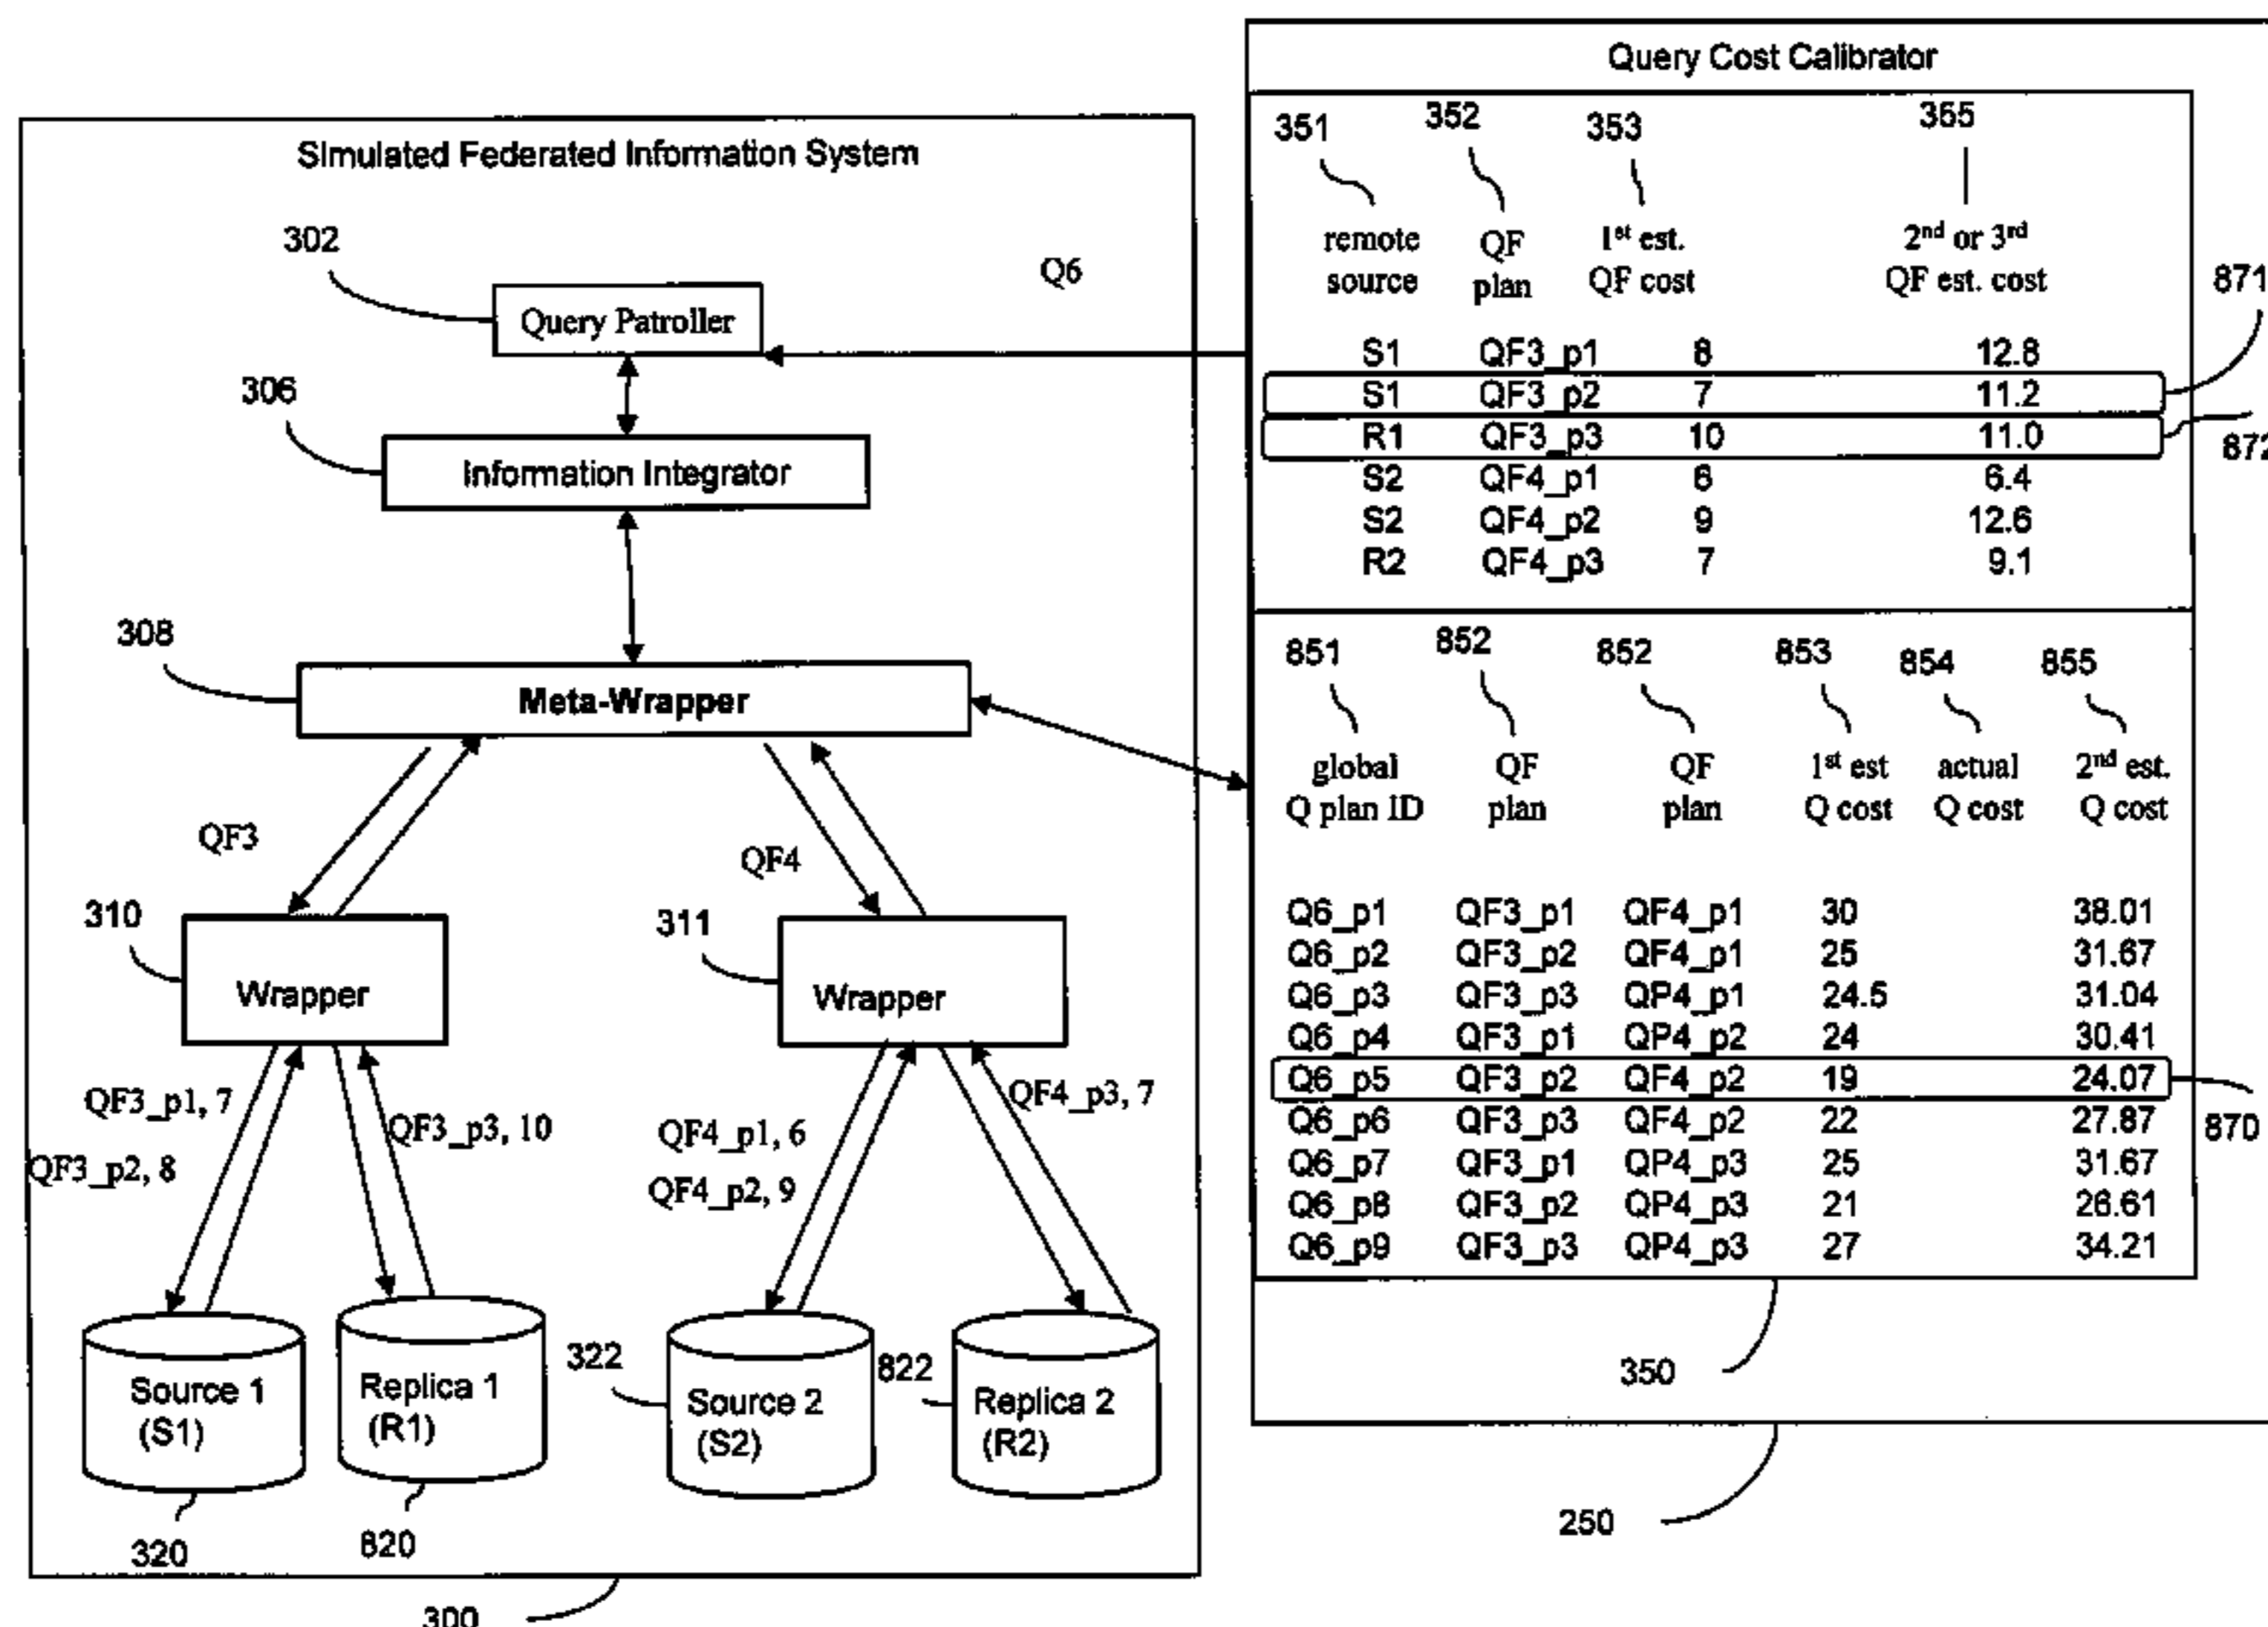 Query Cost Calibrator
351 352 353 365
remote source QF plan 1st est. QF cost 2nd or 3rd QF est. cost
871
S1 QF3_p1 8 12.8
S1 QF3_p2 7 11.2
R1 QF3_p3 10 11.0
872
S2 QF4_p1 6 6.4
S2 QF4_p2 9 12.6
R2 QF4_p3 7 9.1
851 852 852 853 854 855
global Q plan ID QF plan QF plan 1st est Q cost actual Q cost 2nd est. Q cost
Q6_p1 QF3_p1 QF4_p1 30 38.01
Q6_p2 QF3_p2 QF4_p1 25 31.67
Q6_p3 QF3_p3 QP4_p1 24.5 31.04
Q6_p4 QF3_p1 QP4_p2 24 30.41
Q6_p5 QF3_p2 QF4_p2 19 24.07
Q6_p6 QF3_p3 QF4_p2 22 27.87
870
Q6_p7 QF3_p1 QP4_p3 25 31.67
Q6_p8 QF3_p2 QP4_p3 21 26.61
Q6_p9 QF3_p3 QP4_p3 27 34.21
350
250
Simulated Federated Information System
302
Q6
Query Patroller
306
Information Integrator
308
Meta-Wrapper
QF3
QF4
310
Wrapper
311
Wrapper
QF3_p1, 7
QF3_p2, 8
QF3_p3, 10
QF4_p1, 6
QF4_p2, 9
QF4_p3, 7
Source 1
(S1)
Replica 1
(R1)
322
Source 2
(S2)
822
Replica 2
(R2)
320
820
300